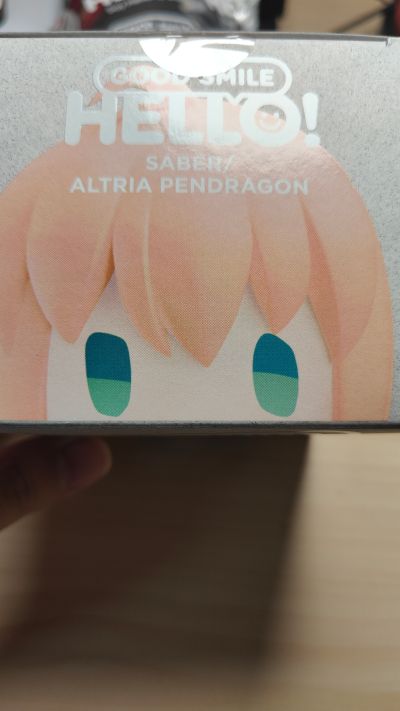 GOOD SMILE
HELLO!
SABER/
ALTRIA PENDRAGON